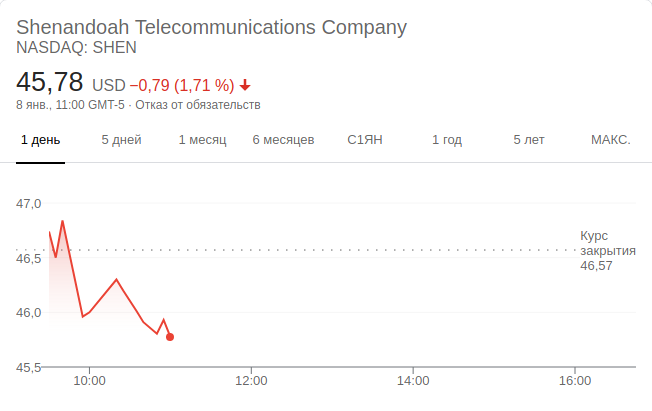 Shenandoah Telecommunications Company
NASDAQ: SHEN
45,78 USD −0,79 (1,71 %)
8 янв., 11:00 GMT-5 · Отказ от обязательств
1 день 5 дней 1 месяц 6 месяцев С1ЯН 1 год 5 лет МАКС.
47,0
46,5
46,0
45,5
Курс
закрытия
46,57
10:00 12:00 14:00 16:00